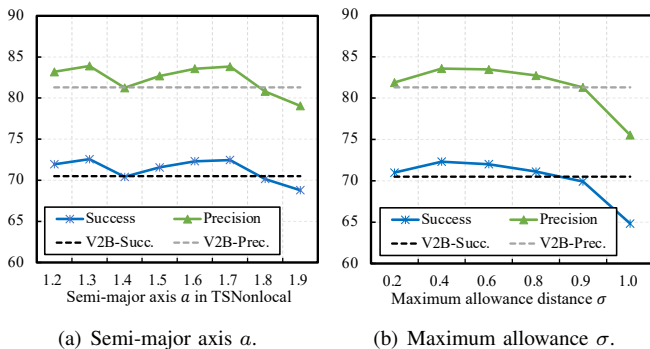 90
85
80
75
70
65
60
Success
Precision
V2B-Succ.
V2B-Prec.
1.2 1.3 1.4 1.5 1.6 1.7 1.8 1.9
Semi-major axis a in TSNonlocal
(a) Semi-major axis a.
90
85
80
75
70
65
60
Success
Precision
V2B-Succ.
V2B-Prec.
0.2 0.4 0.6 0.8 0.9 1.0
Maximum allowance distance σ
(b) Maximum allowance σ.